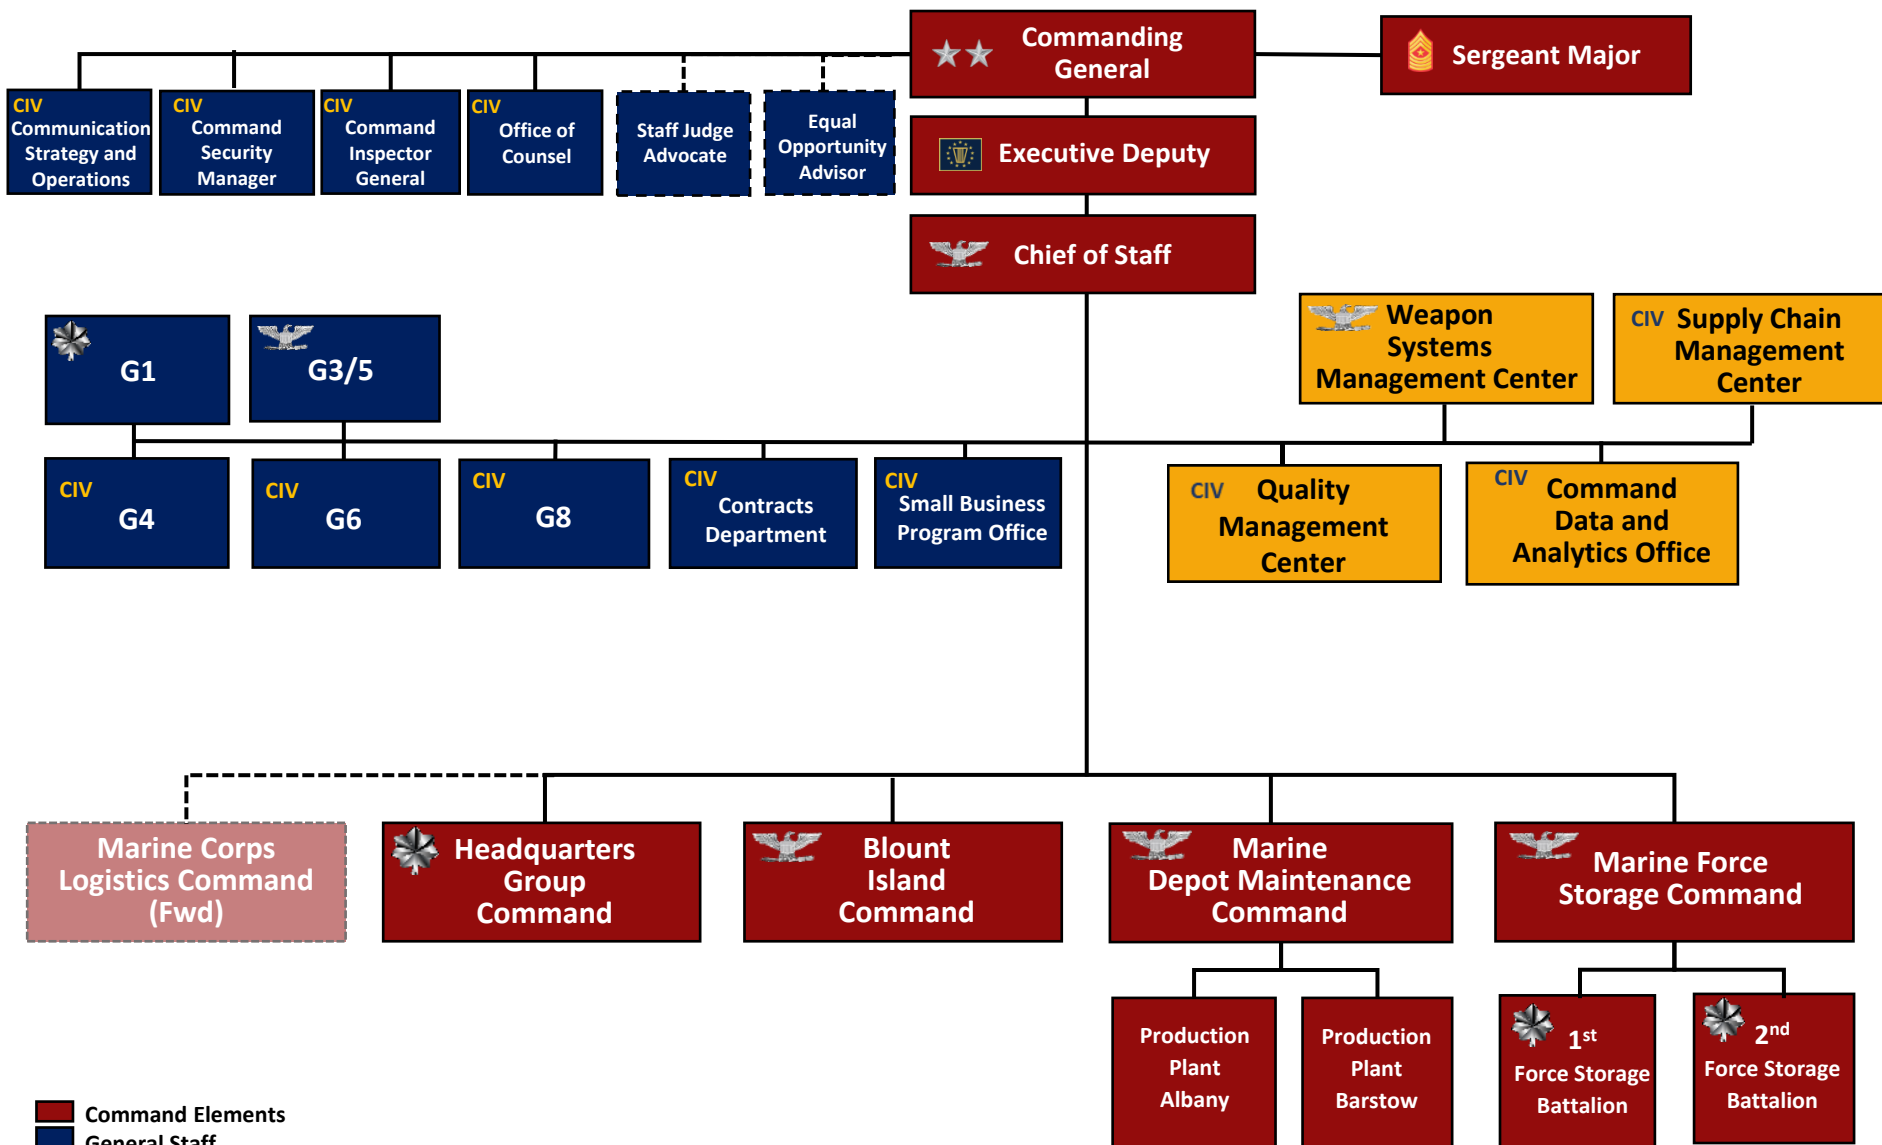 Commanding
General
Sergeant Major
CIV
Communication
Strategy and
Operations
CIV
Command
Security
Manager
CIV
Command
Inspector
General
CIV
Office of
Counsel
Staff Judge
Advocate
Equal
Opportunity
Advisor
Executive Deputy
Chief of Staff
G1
G3/5
Weapon
Systems
Management Center
CIV Supply Chain
Management
Center
CIV
G4
CIV
G6
CIV
G8
CIV
Contracts
Department
CIV
Small Business
Program Office
CIV Quality
Management
Center
CIV Command
Data and
Analytics Office
Marine Corps
Logistics Command
(Fwd)
Headquarters
Group
Command
Blount
Island
Command
Marine
Depot Maintenance
Command
Marine Force
Storage Command
Production
Plant
Albany
Production
Plant
Barstow
1st
Force Storage
Battalion
2nd
Force Storage
Battalion
Command Elements
General Staff